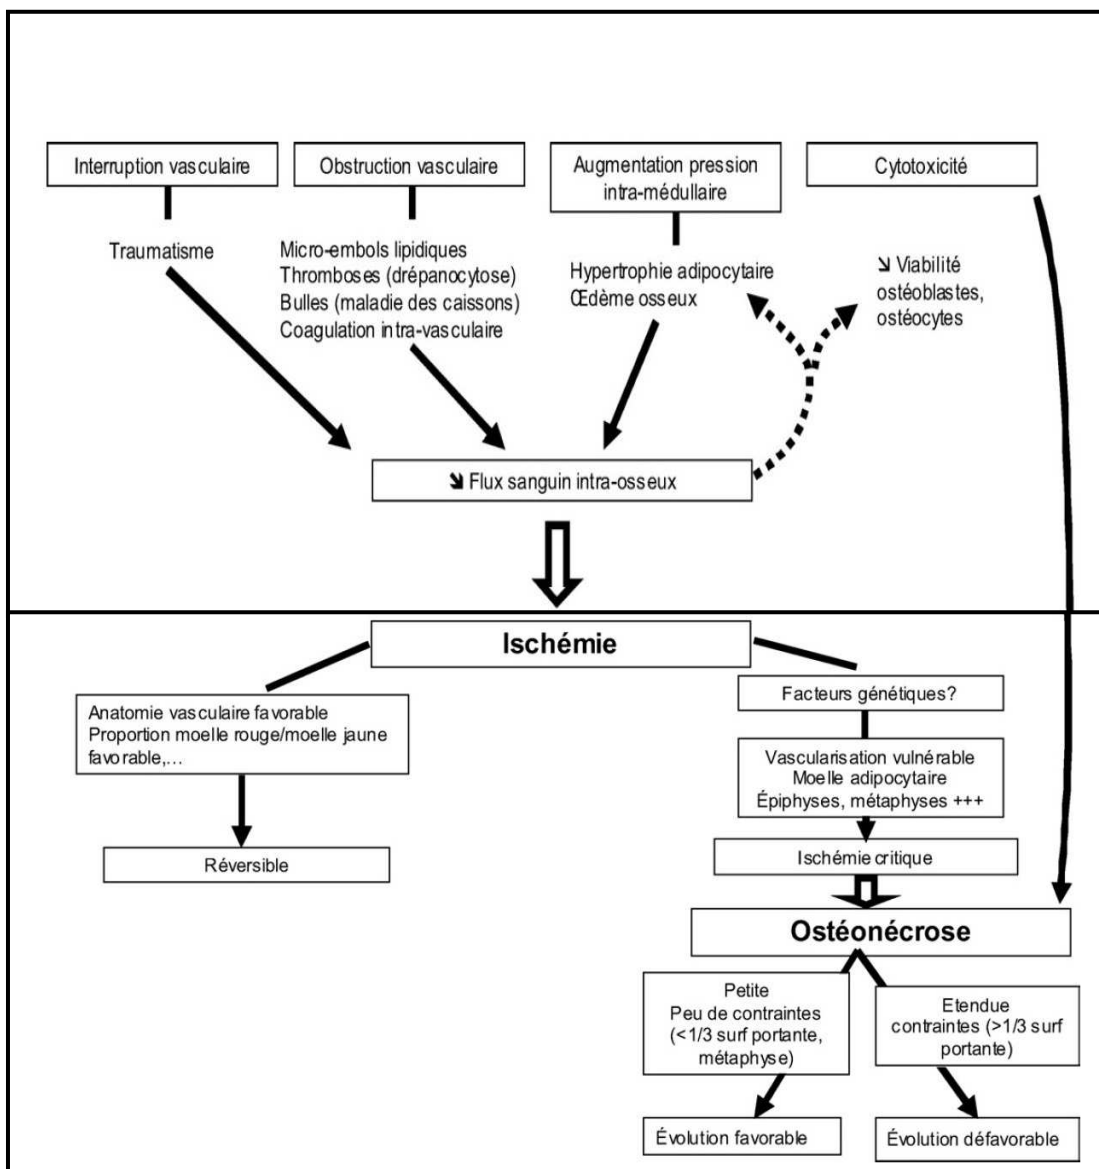 Interruption vasculaire
Obstruction vasculaire
Augmentation pression
intra-médullaire
Cytotoxicité
Traumatisme
Micro-embols lipidiques
Thromboses (drépanocytose)
Bulles (maladie des caissons)
Coagulation intra-vasculaire
Hypertrophie adipocytaire
Œdème osseux
↘ Viabilité
ostéoblastes,
ostéocytes
↘ Flux sanguin intra-osseux
Ischémie
Anatomie vasculaire favorable
Proportion moelle rouge/moelle jaune
favorable,...
Réversible
Facteurs génétiques?
Vascularisation vulnérable
Moelle adipocytaire
Épiphyses, métaphyses +++
Ischémie critique
Ostéonécrose
Petite
Peu de contraintes
(<1/3 surf portante,
métaphyse)
Etendue
contraintes (>1/3 surf
portante)
Évolution favorable
Évolution défavorable